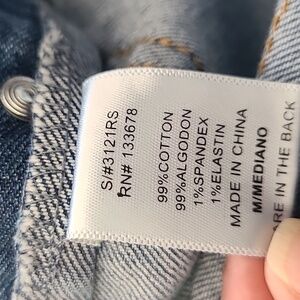 S/#3121RS
RN# 133678
99%COTTON
99%ALGODON
1%SPANDEX
1%ELASTIN
MADE IN CHINA
M/MEDIANO
ARE IN THE BACK